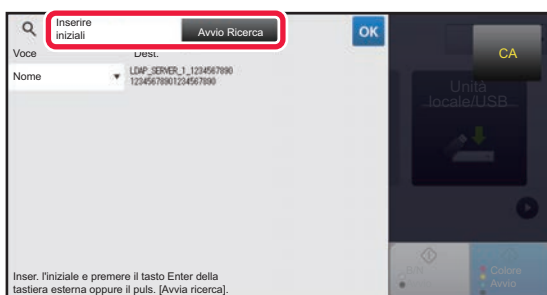 Inserire
iniziali
Avvio Ricerca
OK
CA
Voce
Dest.
Nome
LDAP_SERVER_1_1234567890
12345678901234567890
Unità
locale/USB
Inser. l'iniziale e premere il tasto Enter della
tastiera esterna oppure il puls. [Avvia ricerca].
B/N
Colore
Avvio